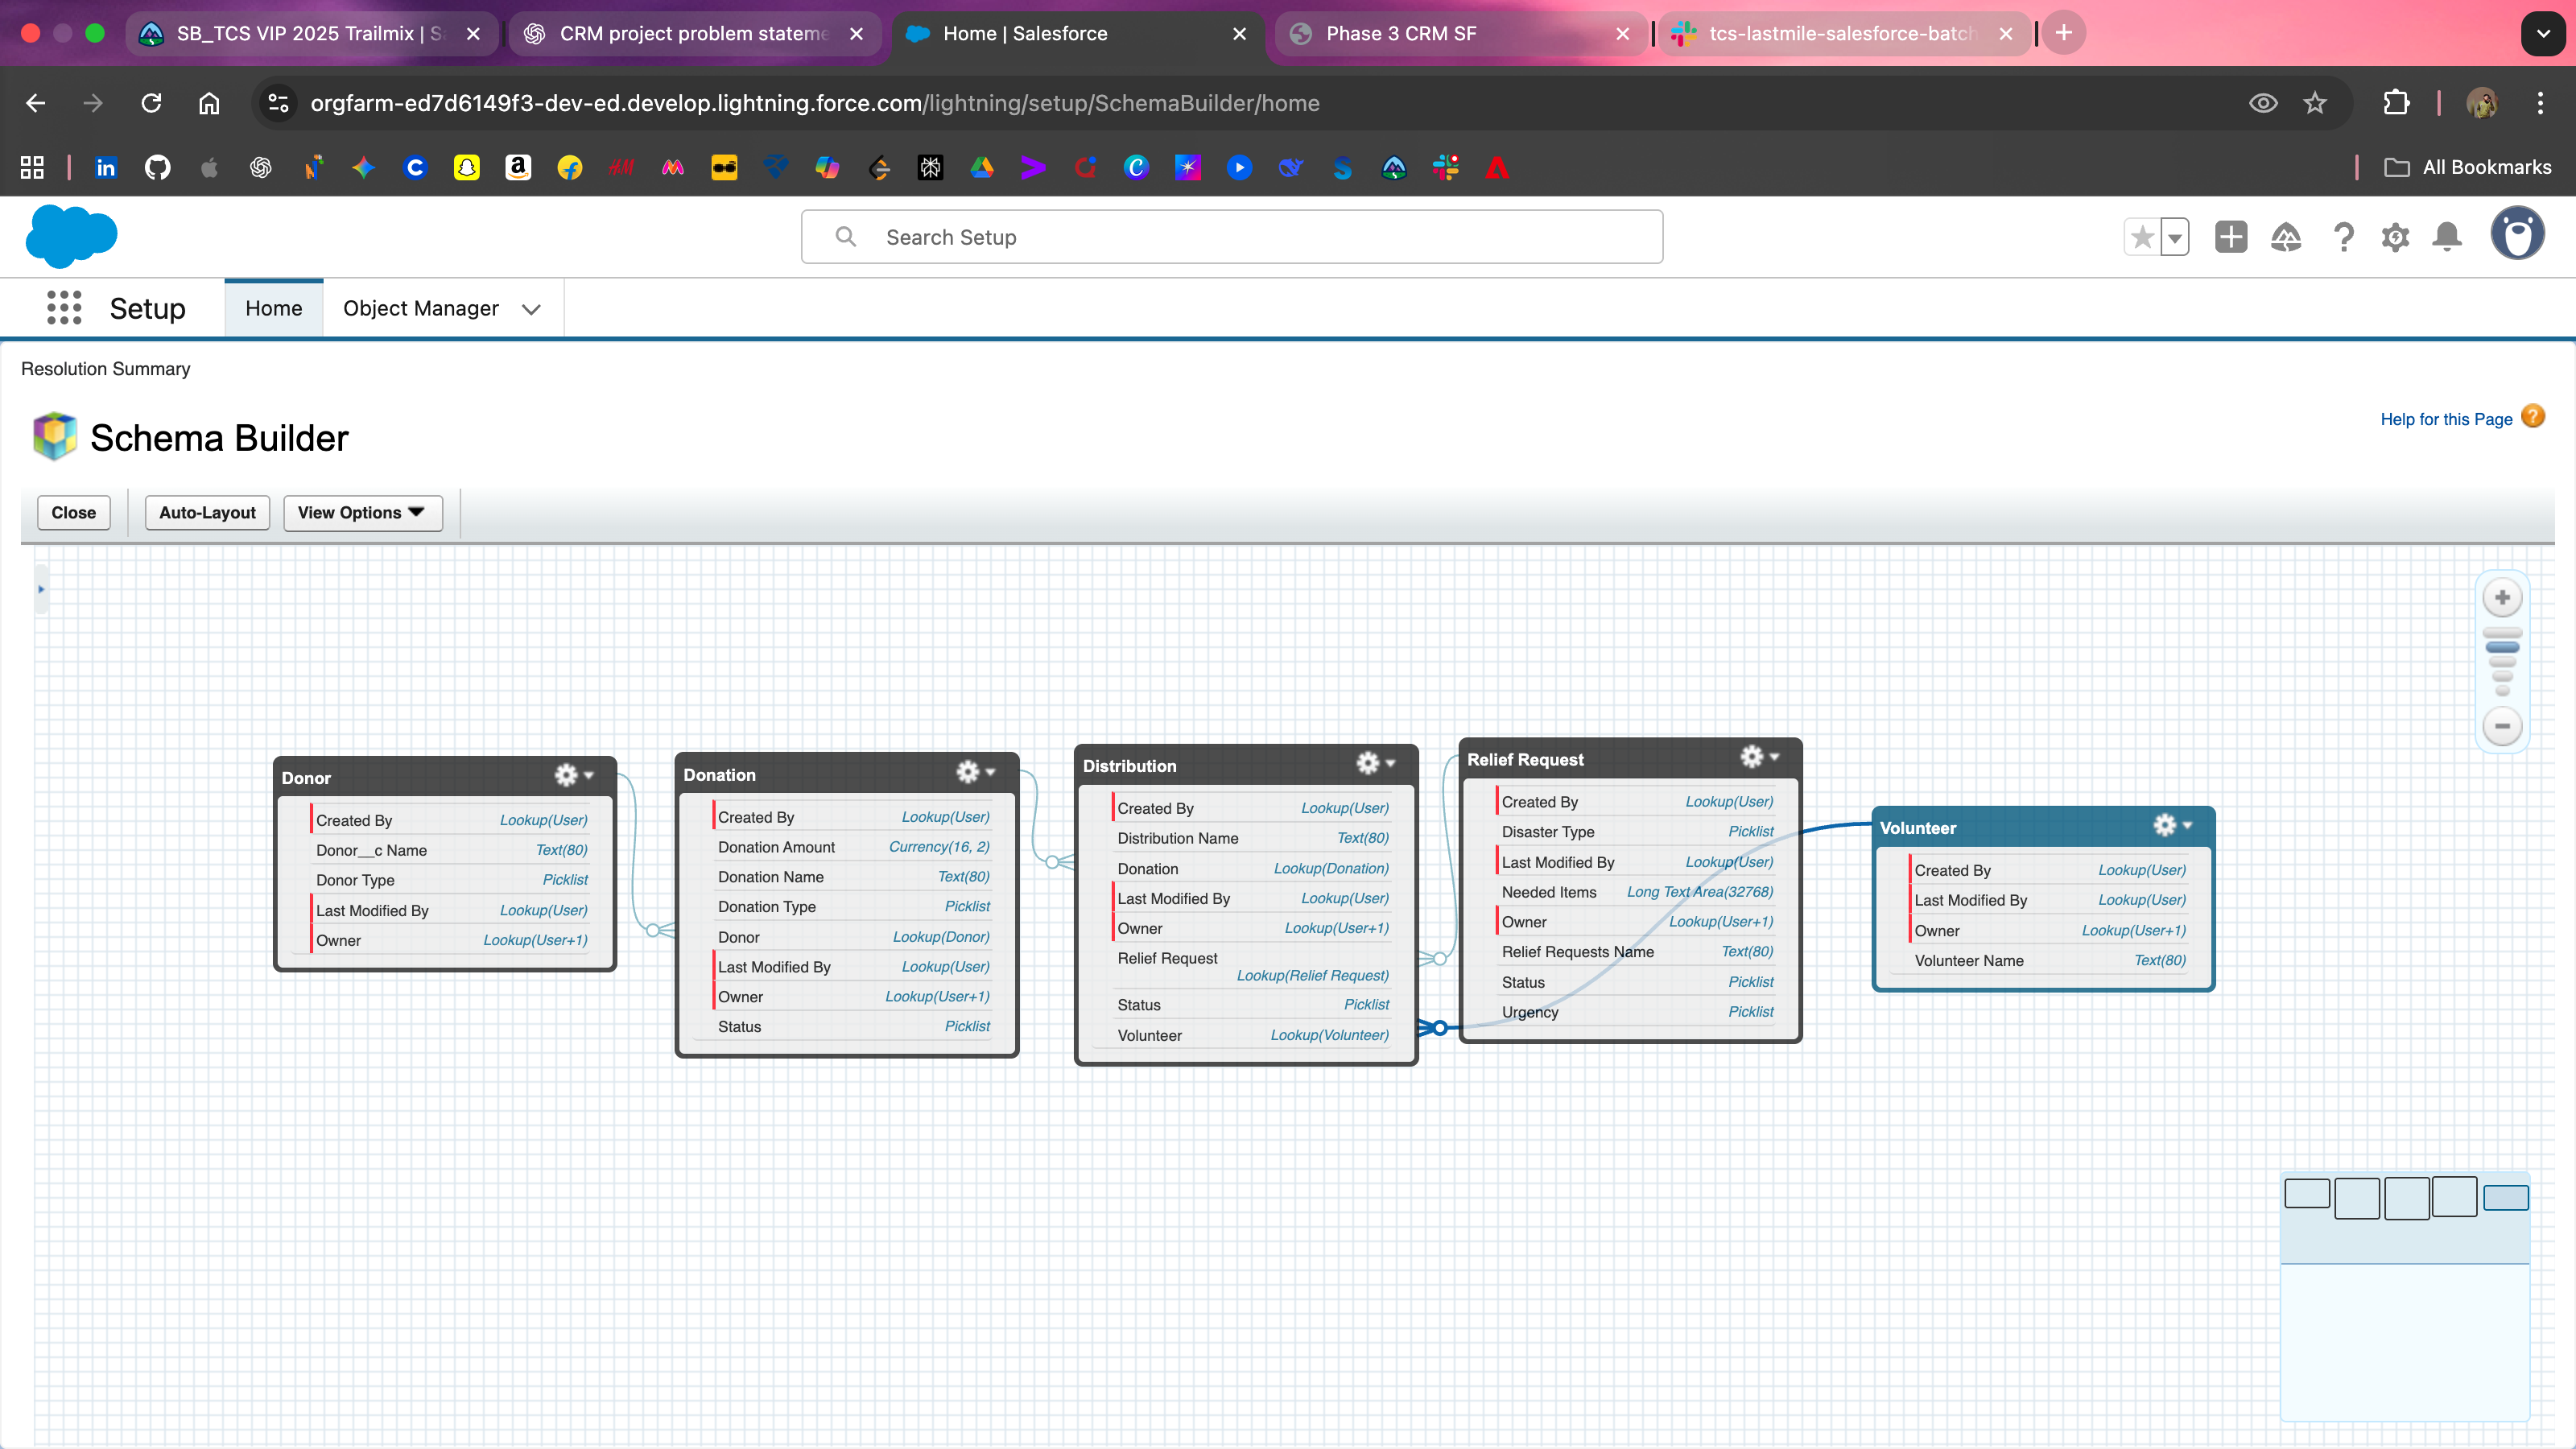 SB_TCS VIP 2025 Trailmix | S
CRM project problem stateme
Home | Salesforce
Phase 3 CRM SF
tcs-lastmile-salesforce-batch
orgfarm-ed7d6149f3-dev-ed.develop.lightning.force.com/lightning/setup/SchemaBuilder/home
All Bookmarks
Search Setup
Setup
Home
Object Manager
Resolution Summary
Schema Builder
Help for this Page
Close
Auto-Layout
View Options
Donor
Created By Lookup(User)
Donor__c Name Text(80)
Donor Type Picklist
Last Modified By Lookup(User)
Owner Lookup(User+1)
Donation
Created By Lookup(User)
Donation Amount Currency(16, 2)
Donation Name Text(80)
Donation Type Picklist
Donor Lookup(Donor)
Last Modified By Lookup(User)
Owner Lookup(User+1)
Status Picklist
Distribution
Created By Lookup(User)
Distribution Name Text(80)
Donation Lookup(Donation)
Last Modified By Lookup(User)
Owner Lookup(User+1)
Relief Request
Lookup(Relief Request)
Status Picklist
Volunteer Lookup(Volunteer)
Relief Request
Created By Lookup(User)
Disaster Type Picklist
Last Modified By Lookup(User)
Needed Items Long Text Area(32768)
Owner Lookup(User+1)
Relief Requests Name Text(80)
Status Picklist
Urgency Picklist
Volunteer
Created By Lookup(User)
Last Modified By Lookup(User)
Owner Lookup(User+1)
Volunteer Name Text(80)